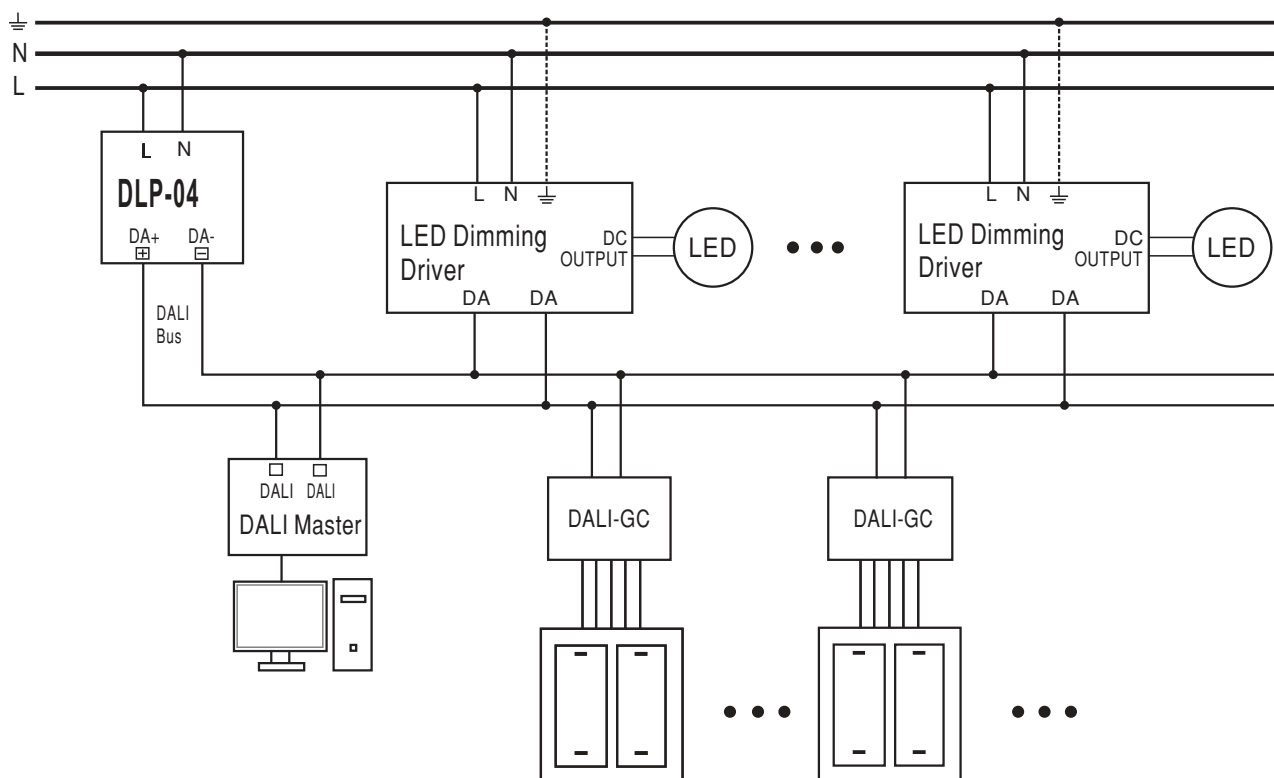 N
L
L N
DLP-04
DA+ DA-
DALI
Bus
L N
LED Dimming
Driver
DC
OUTPUT
DA DA
LED
L N
LED Dimming
Driver
DC
OUTPUT
DA DA
LED
DALI DALI
DALI Master
DALI-GC
DALI-GC